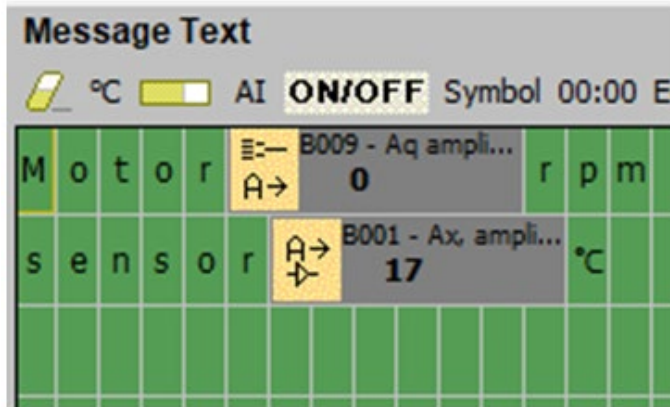 Message Text
°C AI ON/OFF Symbol 00:00 E
Motor A→ B009 - Aq ampli... 0 rpm
sensor A→ B001 - Ax, ampli... 17 °C